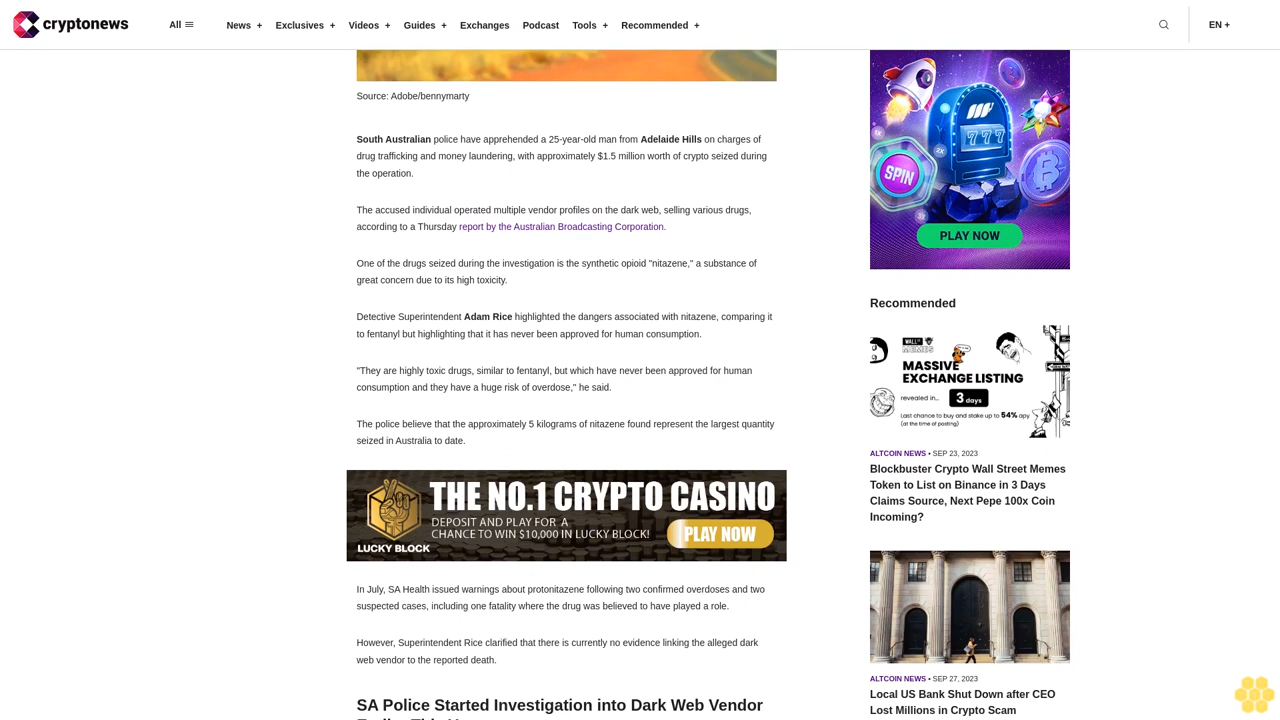 cryptonews
All
News +
Exclusives +
Videos +
Guides +
Exchanges
Podcast
Tools +
Recommended +
EN +
Source: Adobe/bennymarty
South Australian police have apprehended a 25-year-old man from Adelaide Hills on charges of
drug trafficking and money laundering, with approximately $1.5 million worth of crypto seized during
the operation.
The accused individual operated multiple vendor profiles on the dark web, selling various drugs,
according to a Thursday report by the Australian Broadcasting Corporation.
One of the drugs seized during the investigation is the synthetic opioid "nitazene," a substance of
great concern due to its high toxicity.
Detective Superintendent Adam Rice highlighted the dangers associated with nitazene, comparing it
to fentanyl but highlighting that it has never been approved for human consumption.
"They are highly toxic drugs, similar to fentanyl, but which have never been approved for human
consumption and they have a huge risk of overdose," he said.
The police believe that the approximately 5 kilograms of nitazene found represent the largest quantity
seized in Australia to date.
THE NO.1 CRYPTO CASINO
DEPOSIT AND PLAY FOR A
CHANCE TO WIN $10,000 IN LUCKY BLOCK!
PLAY NOW
LUCKY BLOCK
In July, SA Health issued warnings about protonitazene following two confirmed overdoses and two
suspected cases, including one fatality where the drug was believed to have played a role.
However, Superintendent Rice clarified that there is currently no evidence linking the alleged dark
web vendor to the reported death.
SA Police Started Investigation into Dark Web Vendor
777
1X
2X
SPIN
3X
PLAY NOW
Recommended
WALL ST
MEMES
MASSIVE
EXCHANGE LISTING
revealed in... 3 days
Last chance to buy and stake up to 54% apy
(at the time of posting)
ALTCOIN NEWS • SEP 23, 2023
Blockbuster Crypto Wall Street Memes
Token to List on Binance in 3 Days
Claims Source, Next Pepe 100x Coin
Incoming?
ALTCOIN NEWS • SEP 27, 2023
Local US Bank Shut Down after CEO
Lost Millions in Crypto Scam